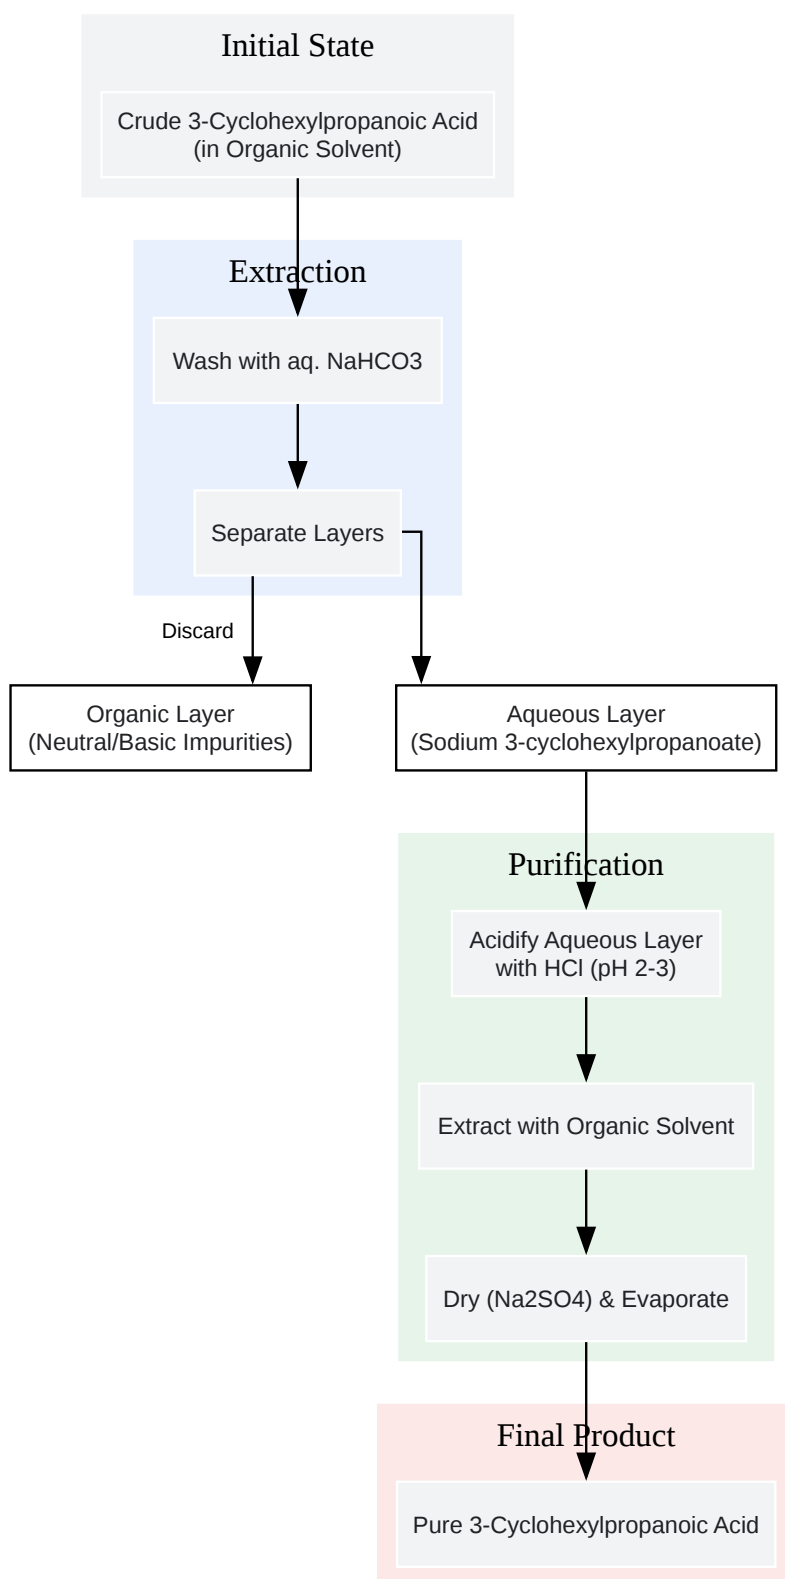 Initial State
Crude 3-Cyclohexylpropanoic Acid
(in Organic Solvent)
Extraction
Wash with aq. NaHCO3
Separate Layers
Discard
Organic Layer
(Neutral/Basic Impurities)
Aqueous Layer
(Sodium 3-cyclohexylpropanoate)
Purification
Acidify Aqueous Layer
with HCl (pH 2-3)
Extract with Organic Solvent
Dry (Na2SO4) & Evaporate
Final Product
Pure 3-Cyclohexylpropanoic Acid